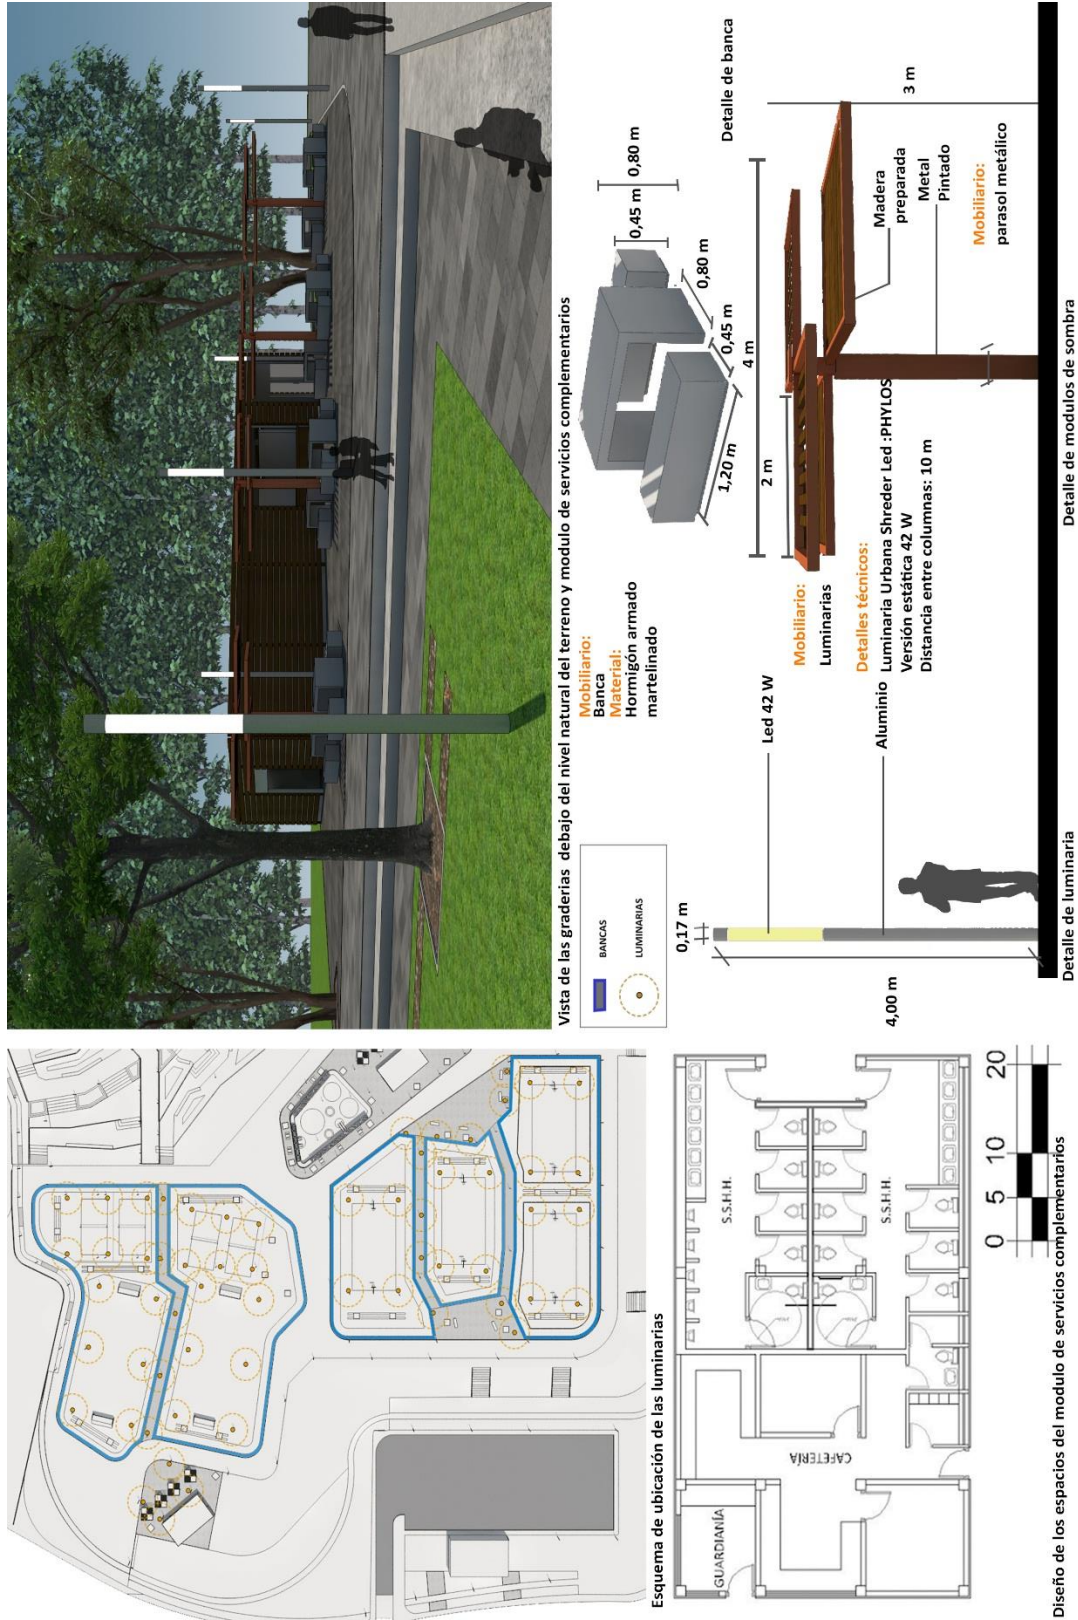 Vista de las graderias  debajo del nivel natural del terreno y modulo de servicios complementarios
BANCAS
LUMINARIAS
Mobiliario:
Banca
Material:
Hormigón armado
martelinado
1,20 m
0,45 m
0,80 m
0,45 m
0,80 m
Detalle de banca
4,00 m
0,17 m
Led 42 W
Aluminio
Mobiliario:
Luminarias
Detalles técnicos:
Luminaria Urbana Shreder Led :PHYLOS
Versión estática 42 W
Distancia entre columnas: 10 m
Detalle de luminaria
2 m
4 m
3 m
Madera
preparada
Metal
Pintado
Mobiliario:
parasol metálico
Detalle de modulos de sombra
Esquema de ubicación de las luminarias
GUARDIANÍA
CAFETERÍA
S.S.H.H.
S.S.H.H.
0 5 10 20
Diseño de los espacios del modulo de servicios complementarios